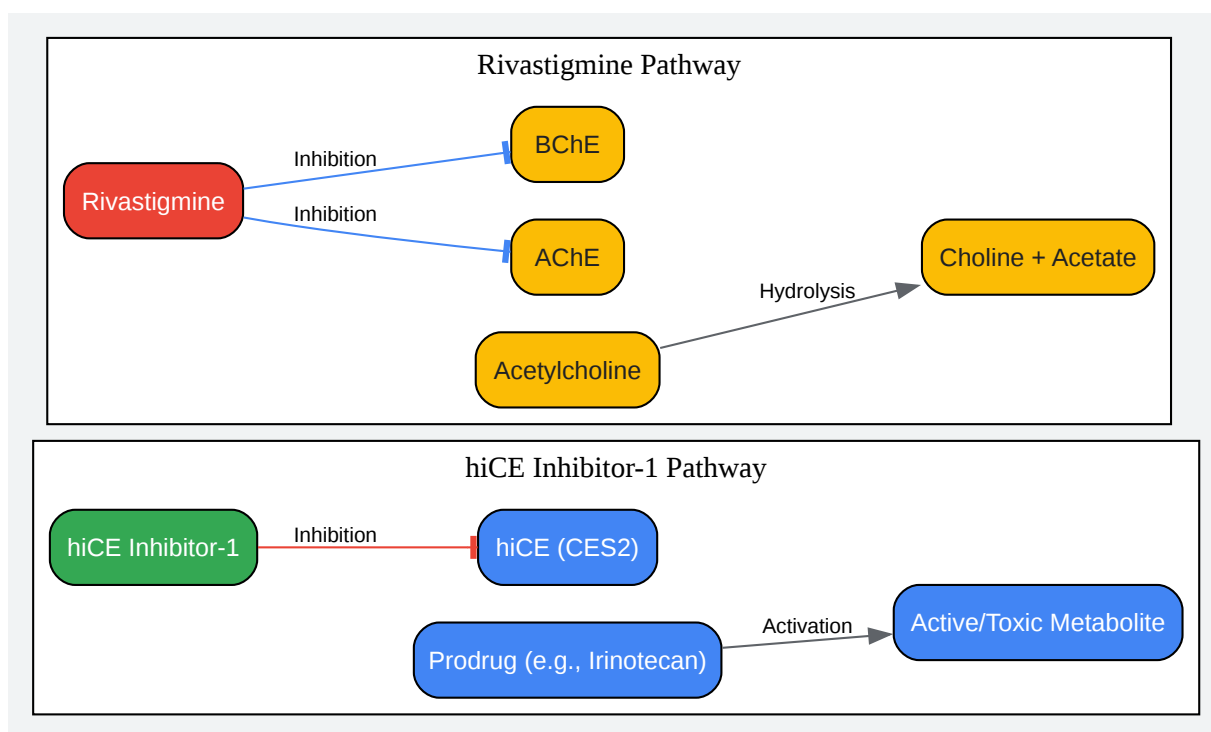 Rivastigmine Pathway
BChE
Inhibition
Rivastigmine
Inhibition
AChE
Choline + Acetate
Hydrolysis
Acetylcholine
hiCE Inhibitor-1 Pathway
hiCE Inhibitor-1
Inhibition
hiCE (CES2)
Prodrug (e.g., Irinotecan)
Activation
Active/Toxic Metabolite